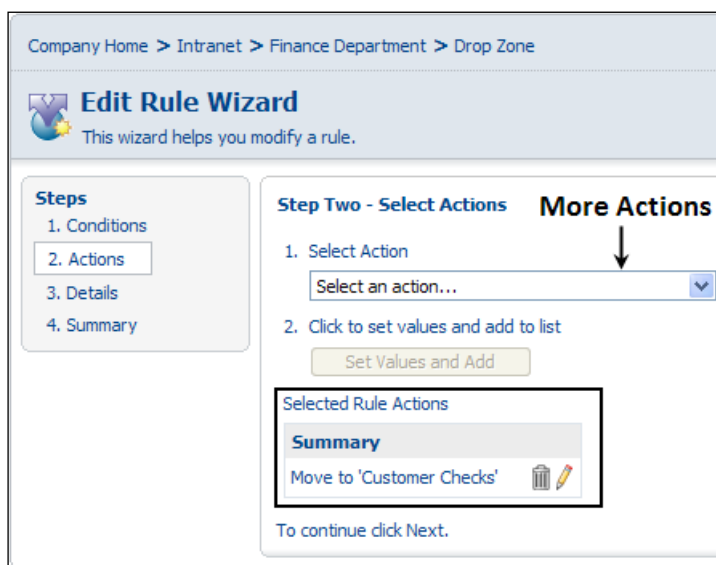 Company Home > Intranet > Finance Department > Drop Zone
Edit Rule Wizard
This wizard helps you modify a rule.
Steps
1. Conditions
2. Actions
3. Details
4. Summary
Step Two - Select Actions
More Actions
1. Select Action
Select an action...
2. Click to set values and add to list
Set Values and Add
Selected Rule Actions
Summary
Move to 'Customer Checks'
To continue click Next.